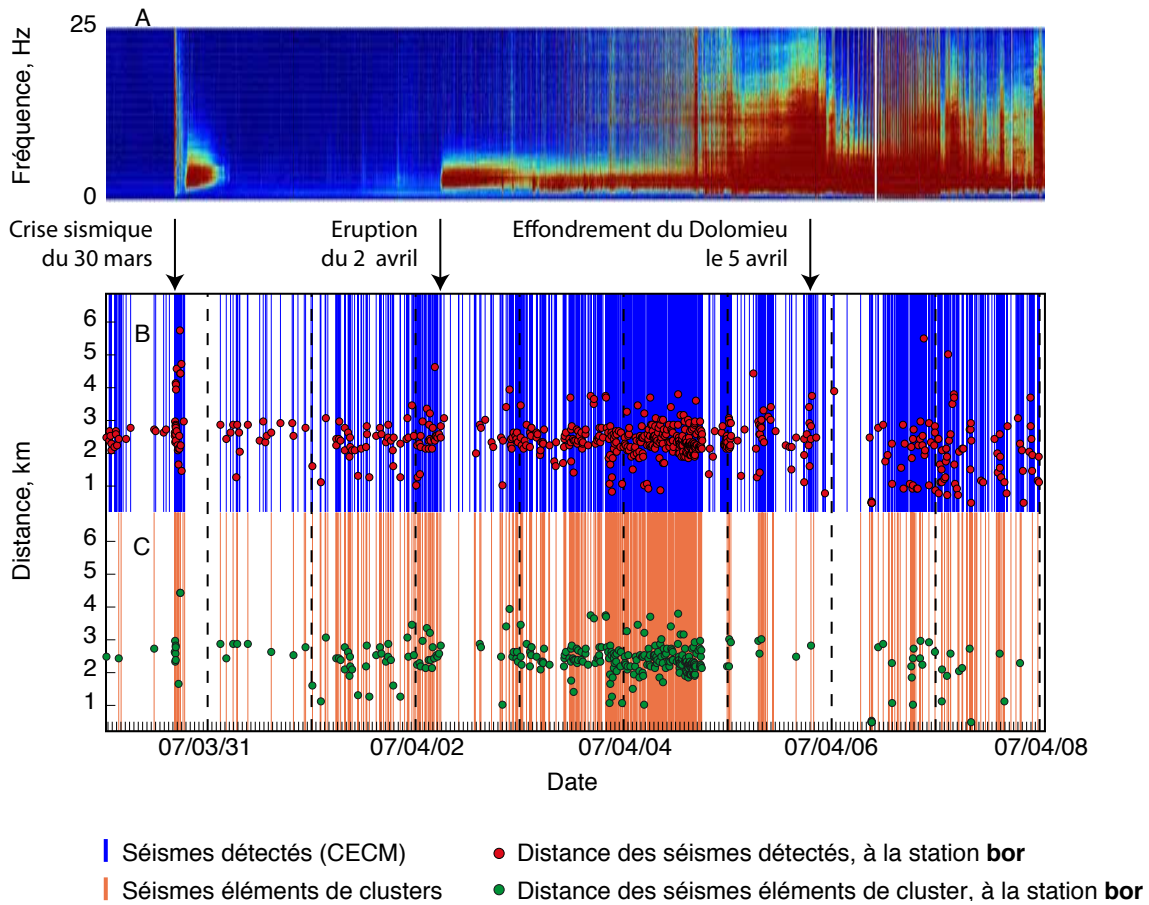 A
25
Fréquence, Hz
0
Crise sismique
du 30 mars
Eruption
du 2 avril
Effondrement du Dolomieu
le 5 avril
B
6
5
4
3
2
1
Distance, km
C
6
5
4
3
2
1
07/03/31
07/04/02
07/04/04
07/04/06
07/04/08
Date
Séismes détectés (CECM)
Distance des séismes détectés, à la station bor
Séismes éléments de clusters
Distance des séismes éléments de cluster, à la station bor